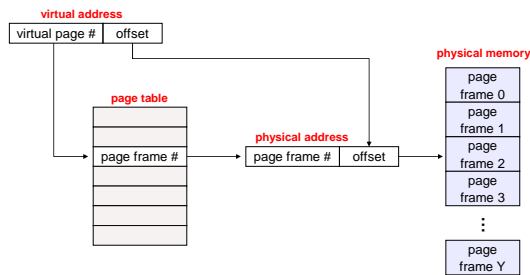 virtual address
virtual page #
offset
physical memory
page
frame 0
page
frame 1
page
frame 2
page
frame 3
page
frame Y
page table
page frame #
physical address
page frame #
offset